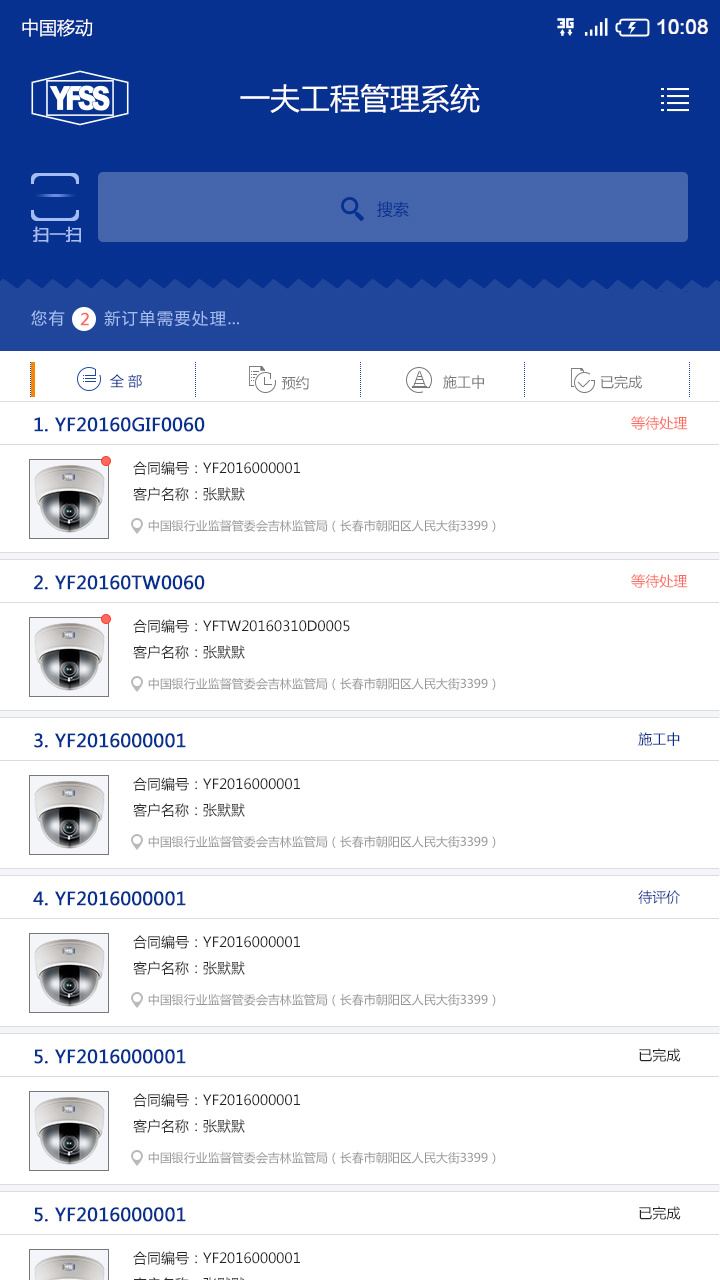 中国移动 3G 10:08
YFSS 一夫工程管理系统
搜索
扫一扫
您有 2 新订单需要处理...
全部 预约 施工中 已完成
1. YF20160GIF0060 等待处理
合同编号：YF2016000001
客户名称：张默默
中国银行业监督管委会吉林监管局（长春市朝阳区人民大街3399）
2. YF20160TW0060 等待处理
合同编号：YFTW20160310D0005
客户名称：张默默
中国银行业监督管委会吉林监管局（长春市朝阳区人民大街3399）
3. YF2016000001 施工中
合同编号：YF2016000001
客户名称：张默默
中国银行业监督管委会吉林监管局（长春市朝阳区人民大街3399）
4. YF2016000001 待评价
合同编号：YF2016000001
客户名称：张默默
中国银行业监督管委会吉林监管局（长春市朝阳区人民大街3399）
5. YF2016000001 已完成
合同编号：YF2016000001
客户名称：张默默
中国银行业监督管委会吉林监管局（长春市朝阳区人民大街3399）
5. YF2016000001 已完成
合同编号：YF2016000001